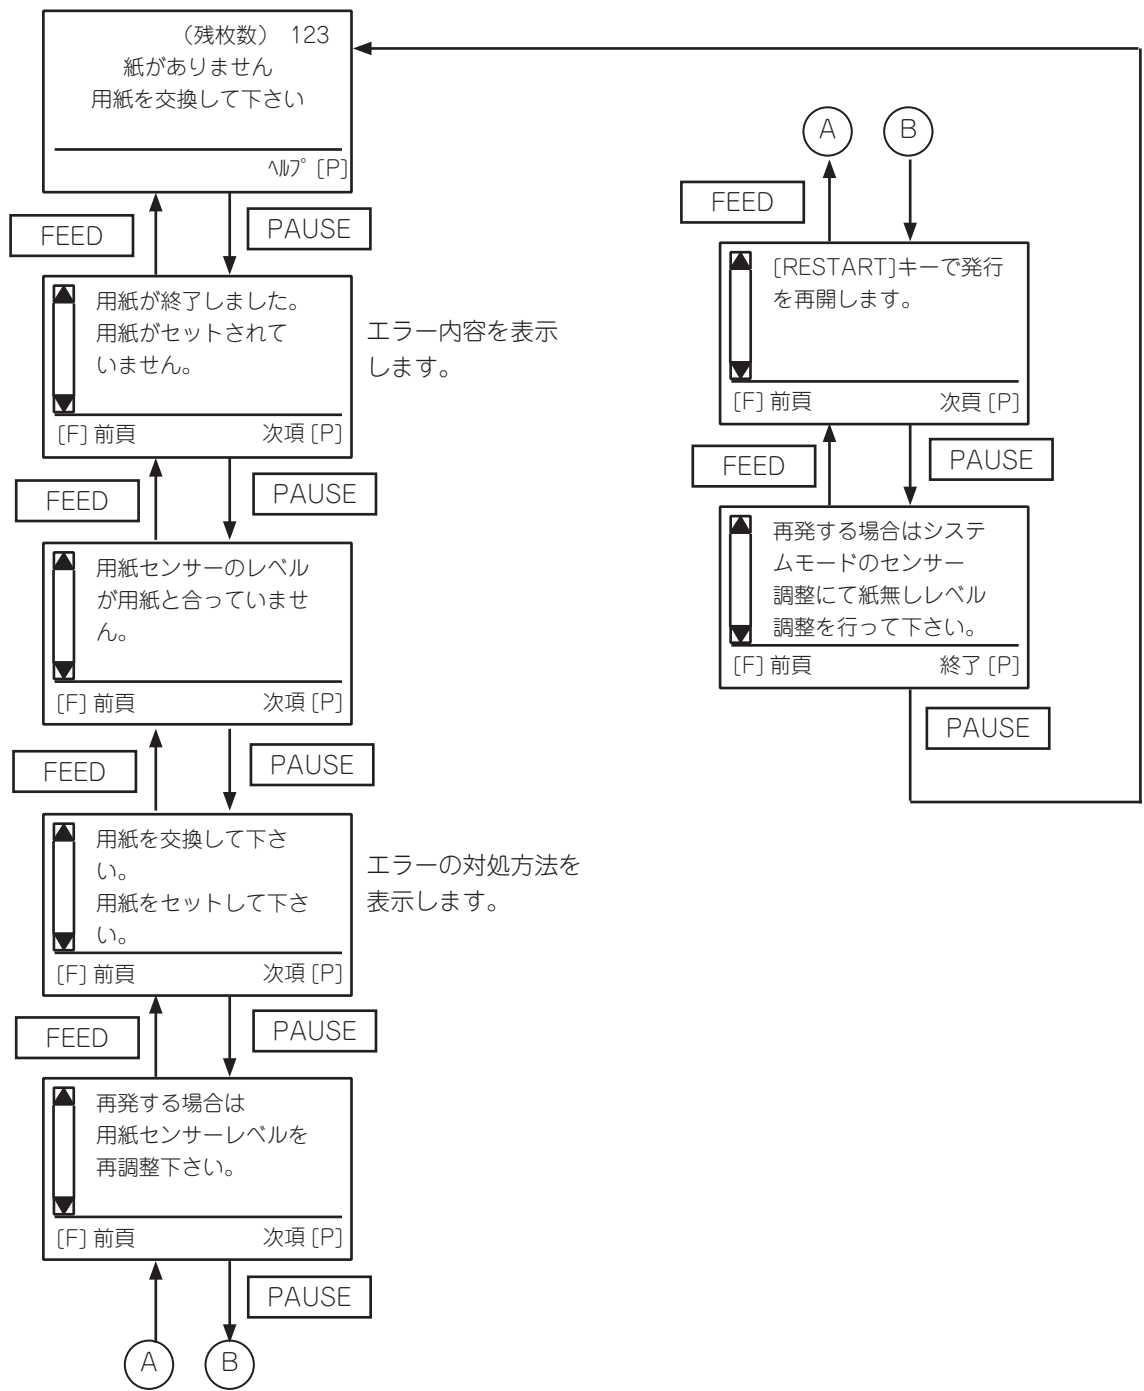 （残枚数） 123
紙がありません
用紙を交換して下さい
ﾍﾙﾌﾟ [P]
FEED
PAUSE
用紙が終了しました。
用紙がセットされて
いません。
[F] 前頁 次項 [P]
エラー内容を表示
します。
FEED
PAUSE
用紙センサーのレベル
が用紙と合っていませ
ん。
[F] 前頁 次項 [P]
FEED
PAUSE
用紙を交換して下さ
い。
用紙をセットして下さ
い。
[F] 前頁 次項 [P]
エラーの対処方法を
表示します。
FEED
PAUSE
再発する場合は
用紙センサーレベルを
再調整下さい。
[F] 前頁 次項 [P]
PAUSE
A
B
A
B
FEED
[RESTART]キーで発行
を再開します。
[F] 前頁 次頁 [P]
FEED
PAUSE
再発する場合はシステ
ムモードのセンサー
調整にて紙無しレベル
調整を行って下さい。
[F] 前頁 終了 [P]
PAUSE